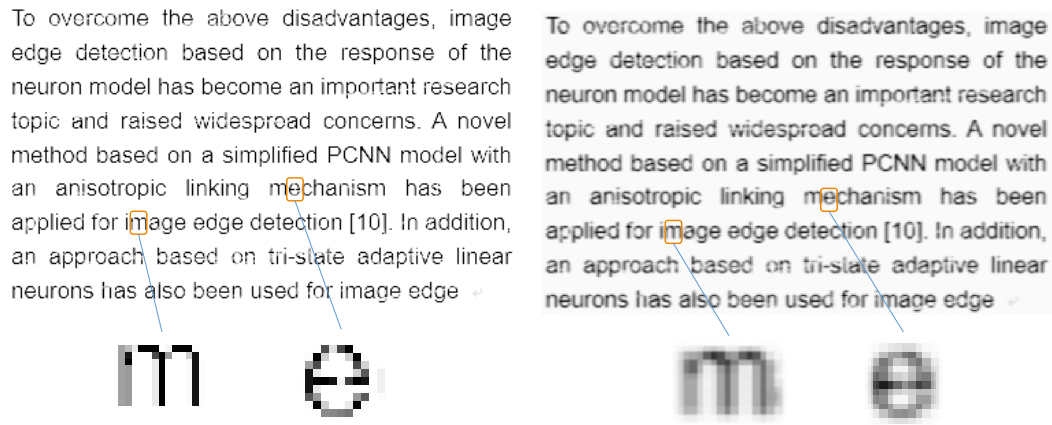 To overcome the above disadvantages, image
edge detection based on the response of the
neuron model has become an important research
topic and raised widespread concerns. A novel
method based on a simplified PCNN model with
an anisotropic linking mechanism has been
applied for image edge detection [10]. In addition,
an approach based on tri-state adaptive linear
neurons has also been used for image edge
m e
To overcome the above disadvantages, image
edge detection based on the response of the
neuron model has become an important research
topic and raised widespread concerns. A novel
method based on a simplified PCNN model with
an anisotropic linking mechanism has been
applied for image edge detection [10]. In addition,
an approach based on tri-state adaptive linear
neurons has also been used for image edge
m e